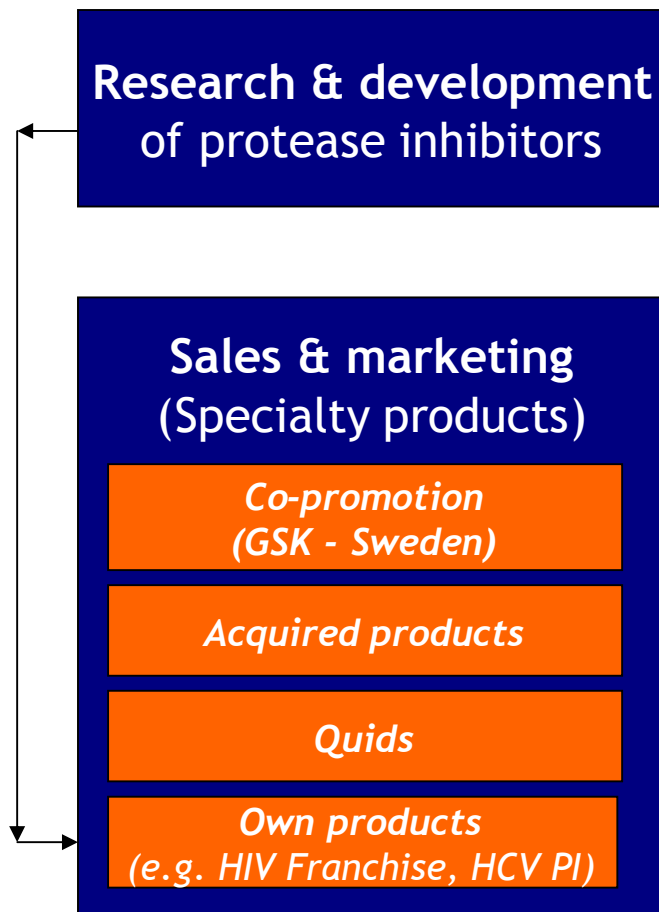 Research & development
of protease inhibitors
Sales & marketing
(Specialty products)
Co-promotion
(GSK - Sweden)
Acquired products
Quids
Own products
(e.g. HIV Franchise, HCV PI)